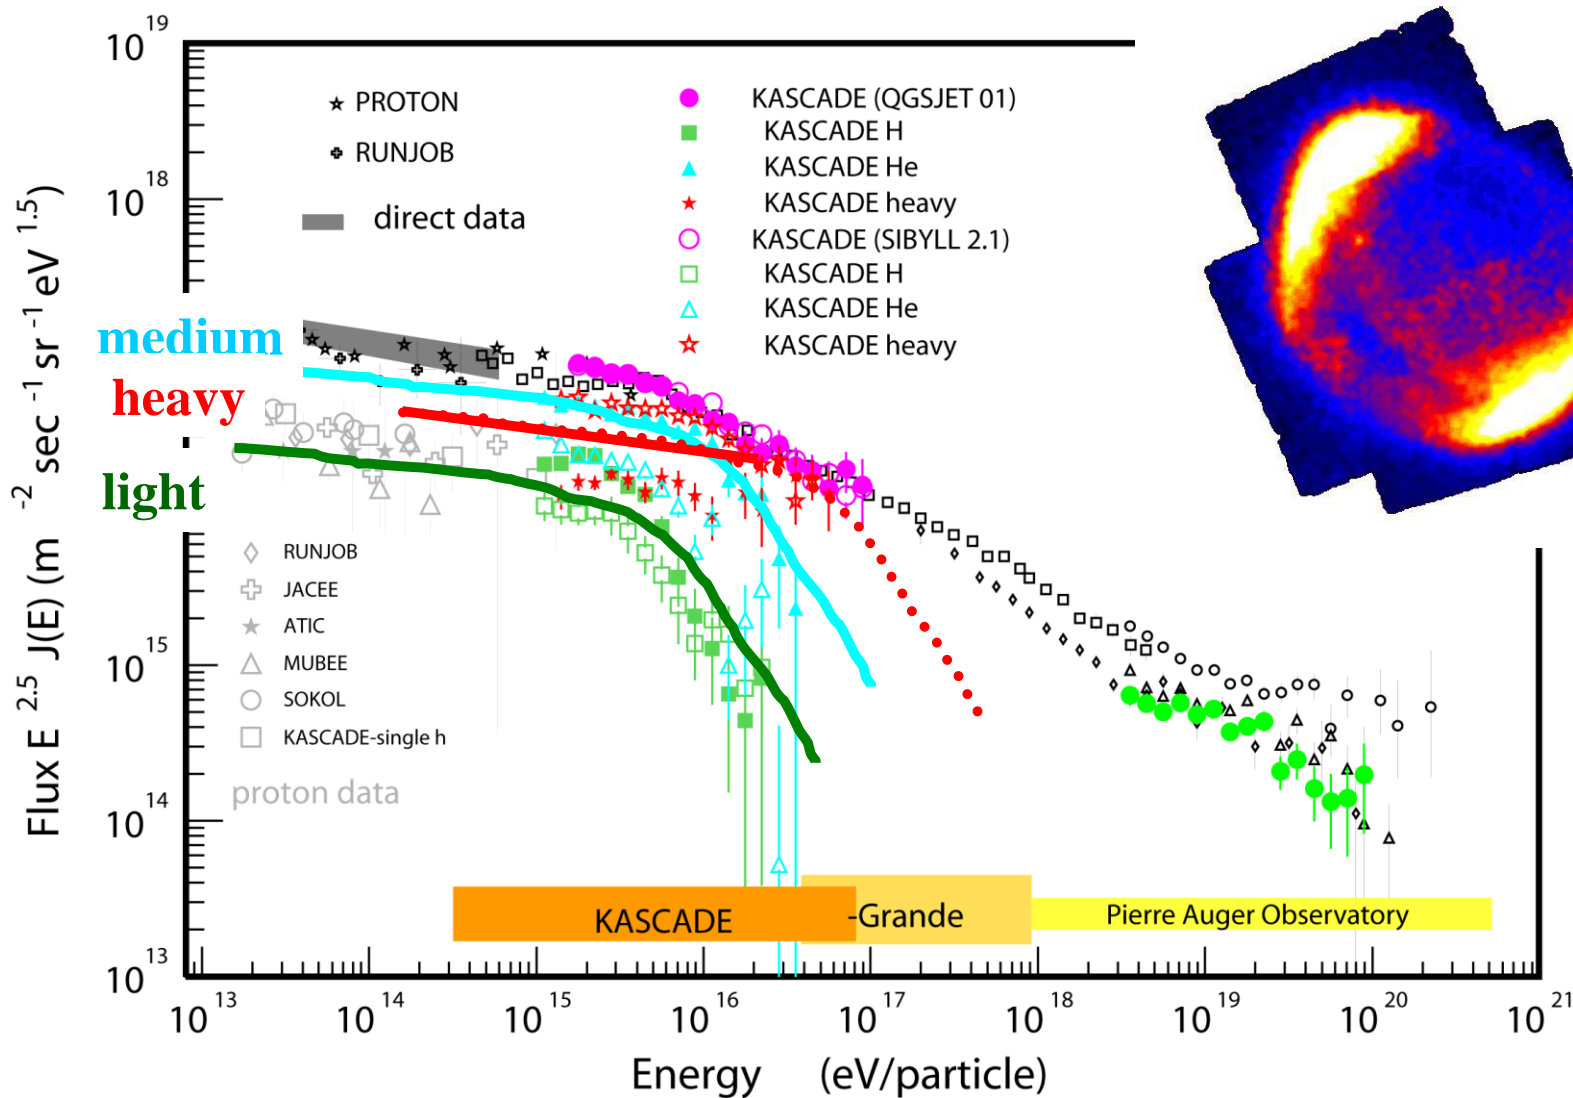 10 19
PROTON
RUNJOB
direct data
KASCADE (QGSJET 01)
KASCADE H
KASCADE He
KASCADE heavy
KASCADE (SIBYLL 2.1)
KASCADE H
KASCADE He
KASCADE heavy
10 18
medium
heavy
light
RUNJOB
JACEE
ATIC
MUBEE
SOKOL
KASCADE-single h
proton data
10 15
10 14
10 13
Flux E 2.5 J(E) (m -2 sec -1 sr -1 eV 1.5)
KASCADE
-Grande
Pierre Auger Observatory
10 13
10 14
10 15
10 16
10 17
10 18
10 19
10 20
10 21
Energy (eV/particle)